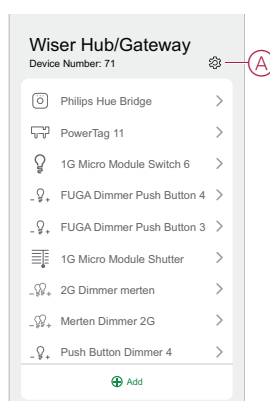 Wiser Hub/Gateway
Device Number: 71
A
Philips Hue Bridge
PowerTag 11
1G Micro Module Switch 6
FUGA Dimmer Push Button 4
FUGA Dimmer Push Button 3
1G Micro Module Shutter
2G Dimmer merten
Merten Dimmer 2G
Push Button Dimmer 4
Add